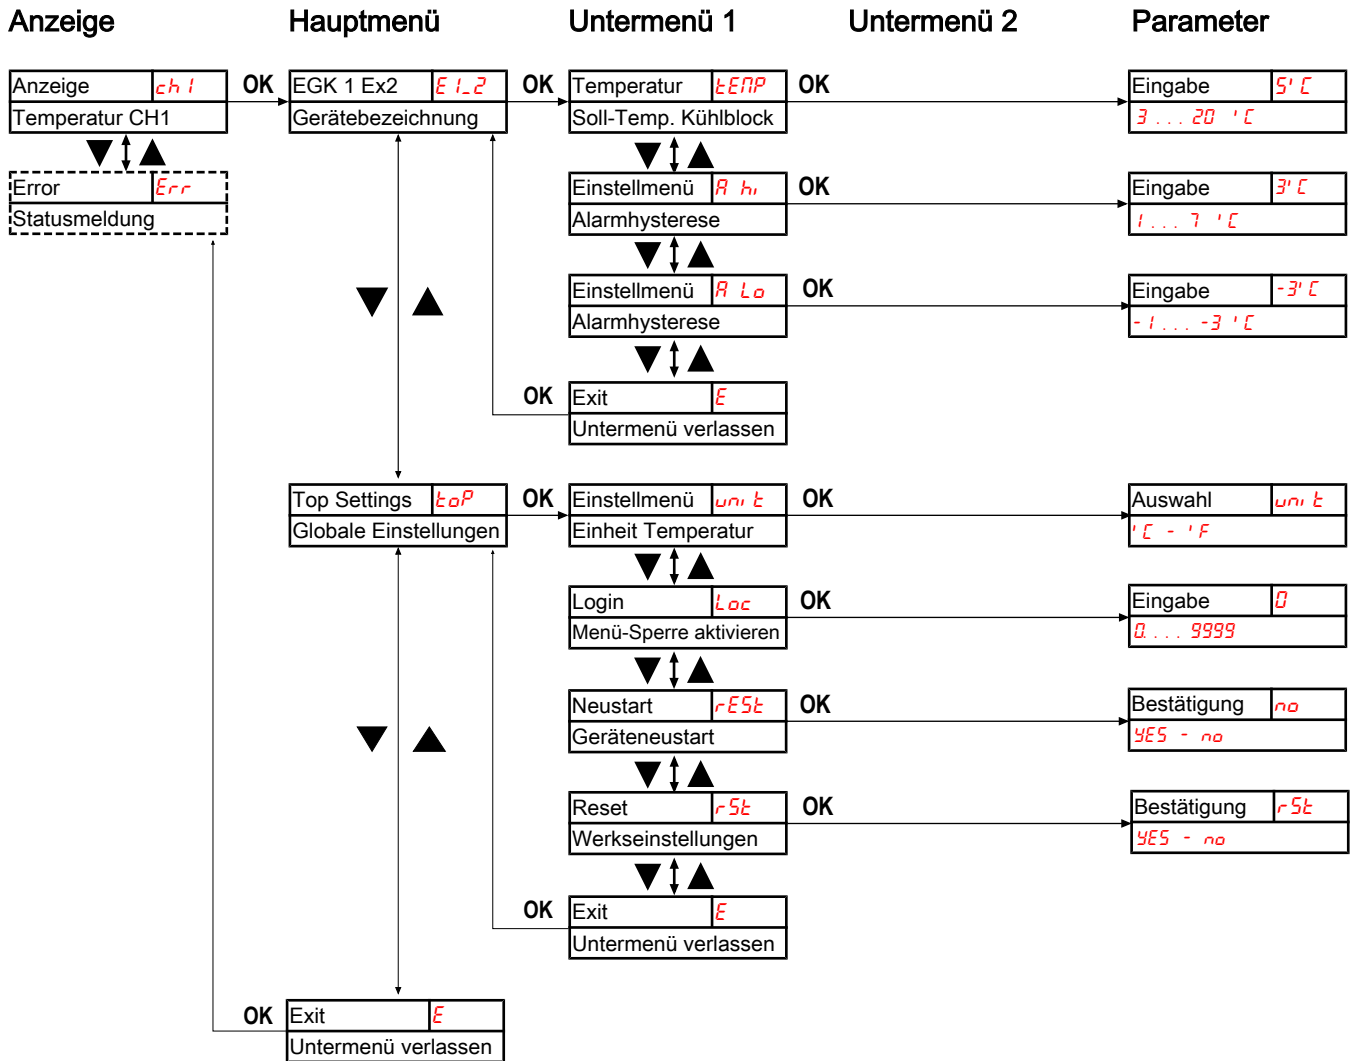 Anzeige Hauptmenü Untermenü 1 Untermenü 2 Parameter
Anzeige ch1 OK EGK 1 Ex2 E1_2 OK Temperatur tEMP OK Eingabe 5°C
Temperatur CH1 Gerätebezeichnung Soll-Temp. Kühlblock 3 . . . 20 °C
Error Err Einstellmenü A hi OK Eingabe 3°C
Statusmeldung Alarmhysterese 1 . . . 7 °C
Einstellmenü A Lo OK Eingabe -3°C
Alarmhysterese -1 . . . -3 °C
OK Exit E
Untermenü verlassen
Top Settings toP OK Einstellmenü unit OK Auswahl unit
Globale Einstellungen Einheit Temperatur °C - °F
Login Loc OK Eingabe 0
Menü-Sperre aktivieren 0. . . . 9999
Neustart rESt OK Bestätigung no
Geräteneustart YES - no
Reset rSt OK Bestätigung rSt
Werkseinstellungen YES - no
OK Exit E
Untermenü verlassen
OK Exit E
Untermenü verlassen